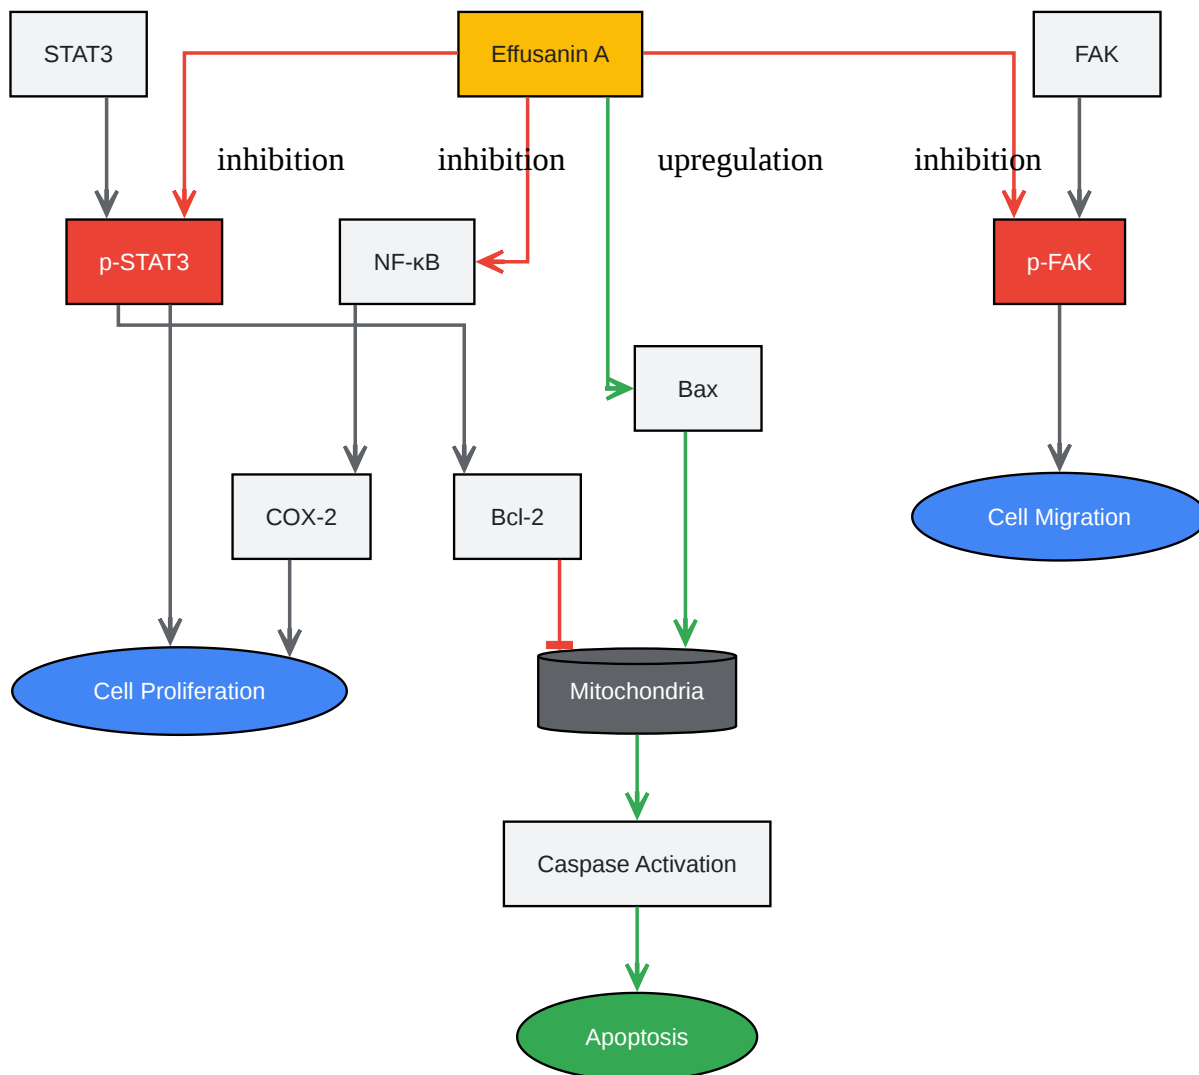 STAT3
Effusanin A
FAK
inhibition
inhibition
upregulation
inhibition
p-STAT3
NF-κB
p-FAK
Bax
COX-2
Bcl-2
Cell Migration
Cell Proliferation
Mitochondria
Caspase Activation
Apoptosis